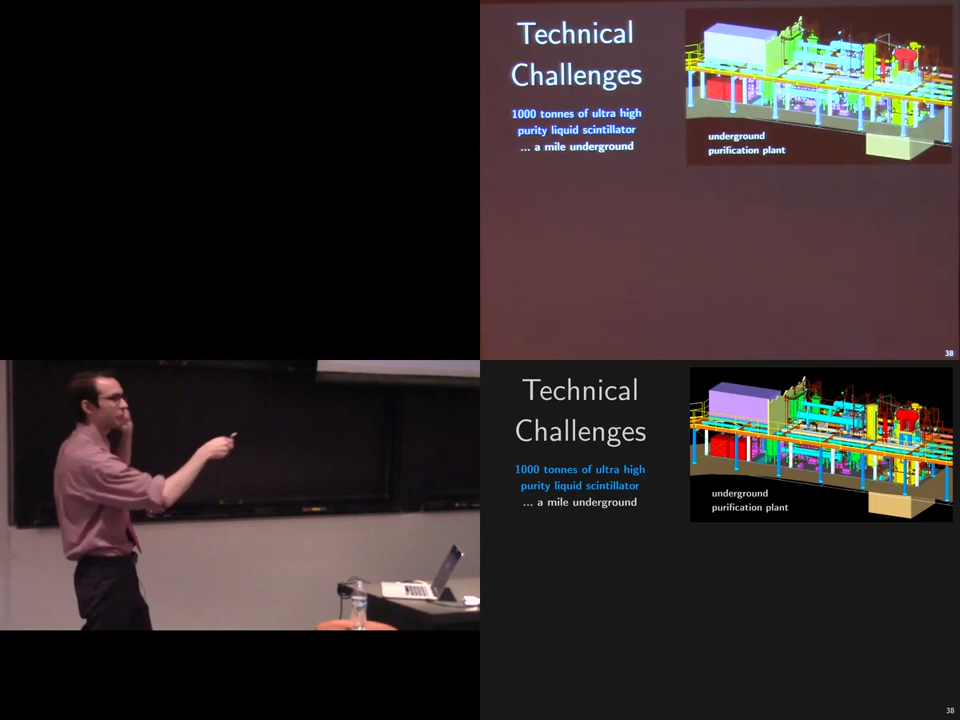 Technical
Challenges
1000 tonnes of ultra high
purity liquid scintillator
... a mile underground
underground
purification plant
38
Technical
Challenges
1000 tonnes of ultra high
purity liquid scintillator
... a mile underground
underground
purification plant
38